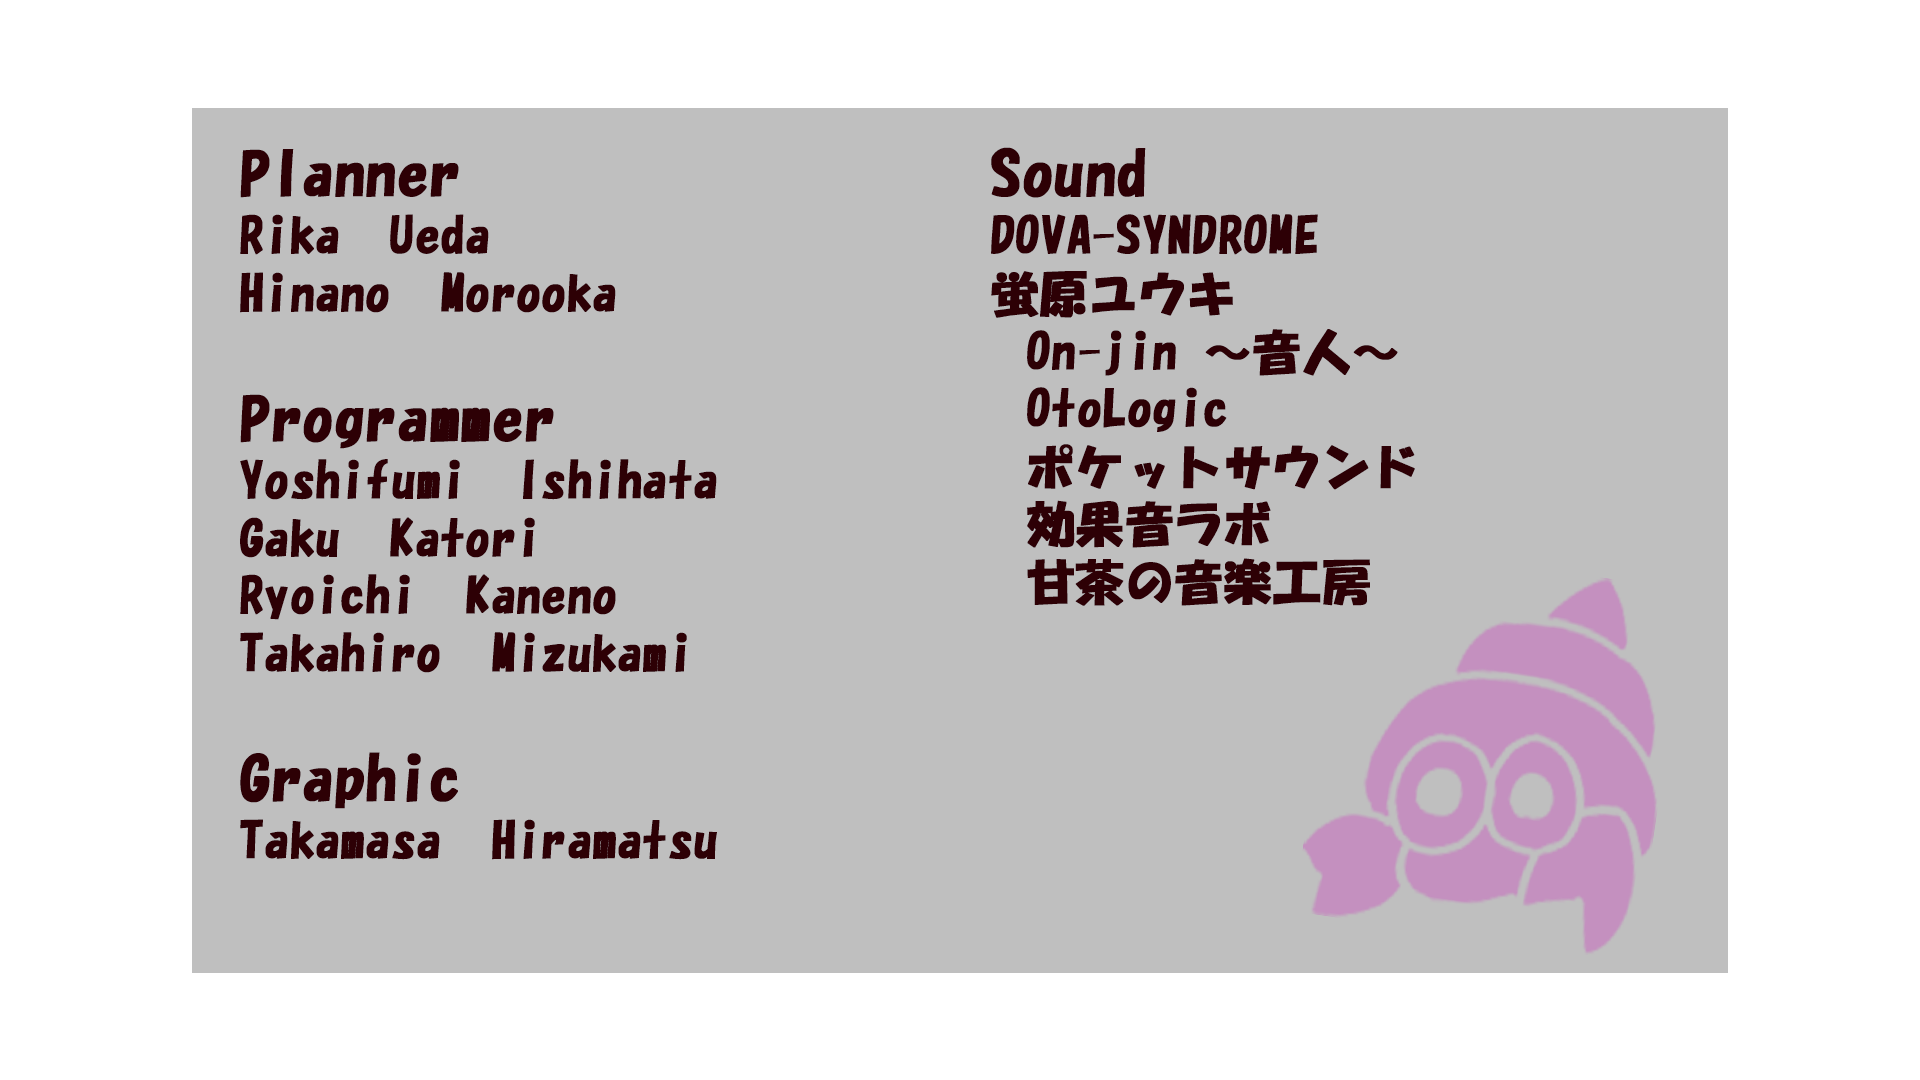 Planner
Rika　Ueda
Hinano　Morooka
Programmer
Yoshifumi　Ishihata
Gaku　Katori
Ryoichi　Kaneno
Takahiro　Mizukami
Graphic
Takamasa　Hiramatsu
Sound
DOVA-SYNDROME
蛍原ユウキ
On-jin ～音人～
OtoLogic
ポケットサウンド
効果音ラボ
甘茶の音楽工房